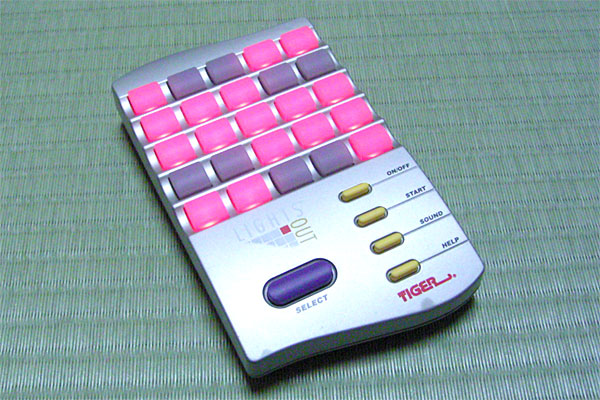 ON/OFF
START
SOUND
HELP
LIGHTS
OUT
SELECT
TIGER